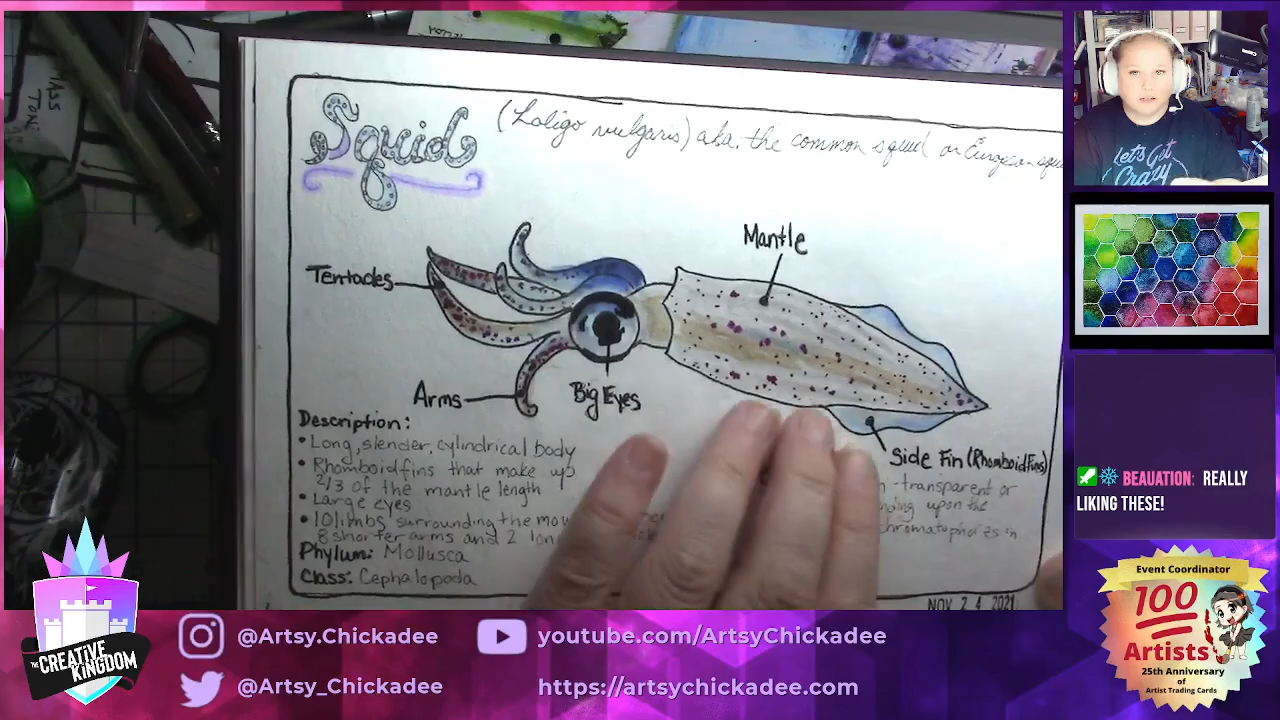 Squid
(Loligo vulgaris) aka. the common squid or European
Mantle
Tentacles
Arms
Big Eyes
Side Fin (Rhomboid Fins)
Description:
• Long, slender, cylindrical body
• Rhomboid fins that make up
2/3 of the mantle length
• Large eyes
• 10 limbs surrounding the
8 shorter arms and 2
Phylum: Mollusca
Class: Cephalopoda
-transparent or
upon the
chromatophores in
NOV 24 2021
LET'S GET
CRAZY
BEAUATION: REALLY
LIKING THESE!
Event Coordinator
100
Artists
25th Anniversary
of
Artist Trading Cards
THE CREATIVE
KINGDOM
@Artsy.Chickadee
youtube.com/ArtsyChickadee
@Artsy_Chickadee
https://artsychickadee.com